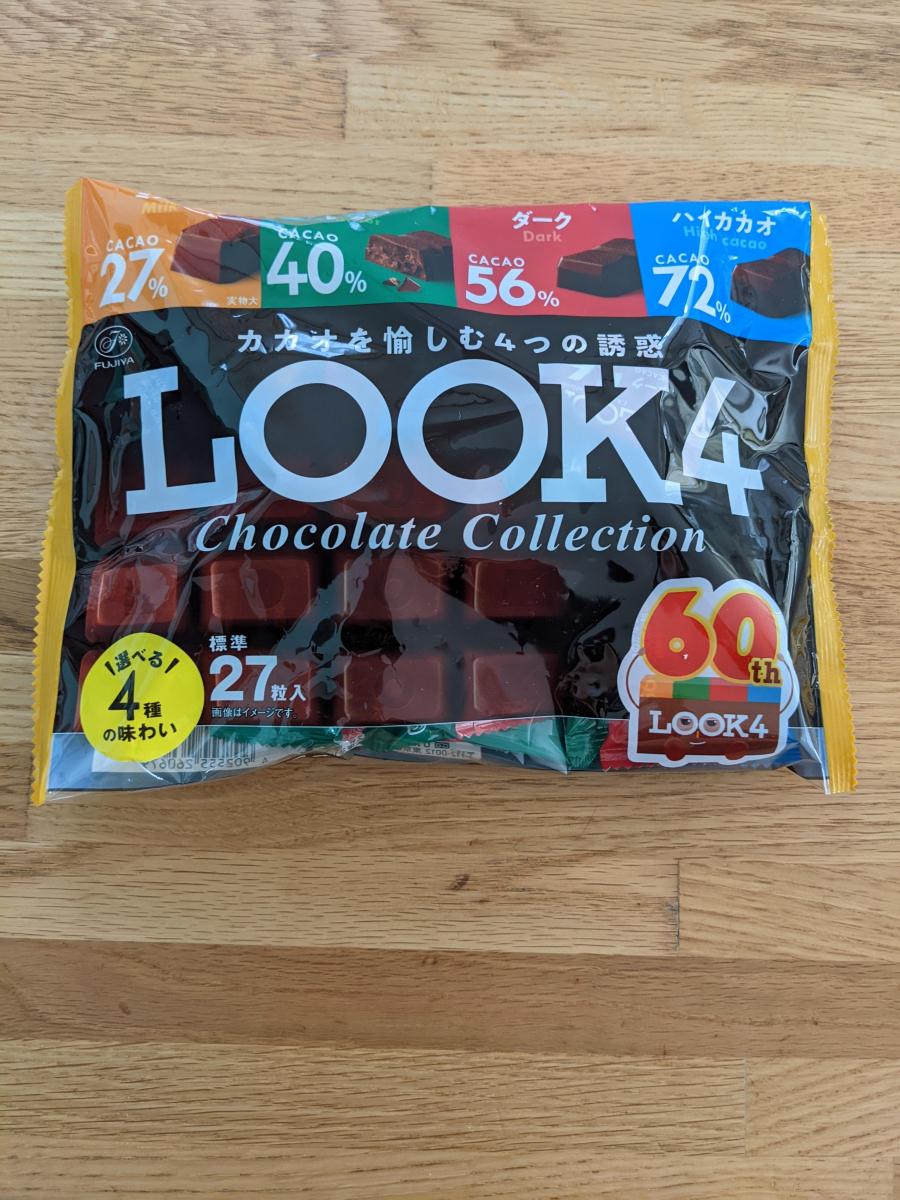 Milk
CACAO
27%
実物大
CACAO
40%
ダーク
Dark
CACAO
56%
ハイカカオ
High cacao
CACAO
72%
FUJIYA
カカオを愉しむ4つの誘惑
LOOK4
Chocolate Collection
選べる
4種
の味わい
標準
27粒入
画像はイメージです。
60th
LOOK4